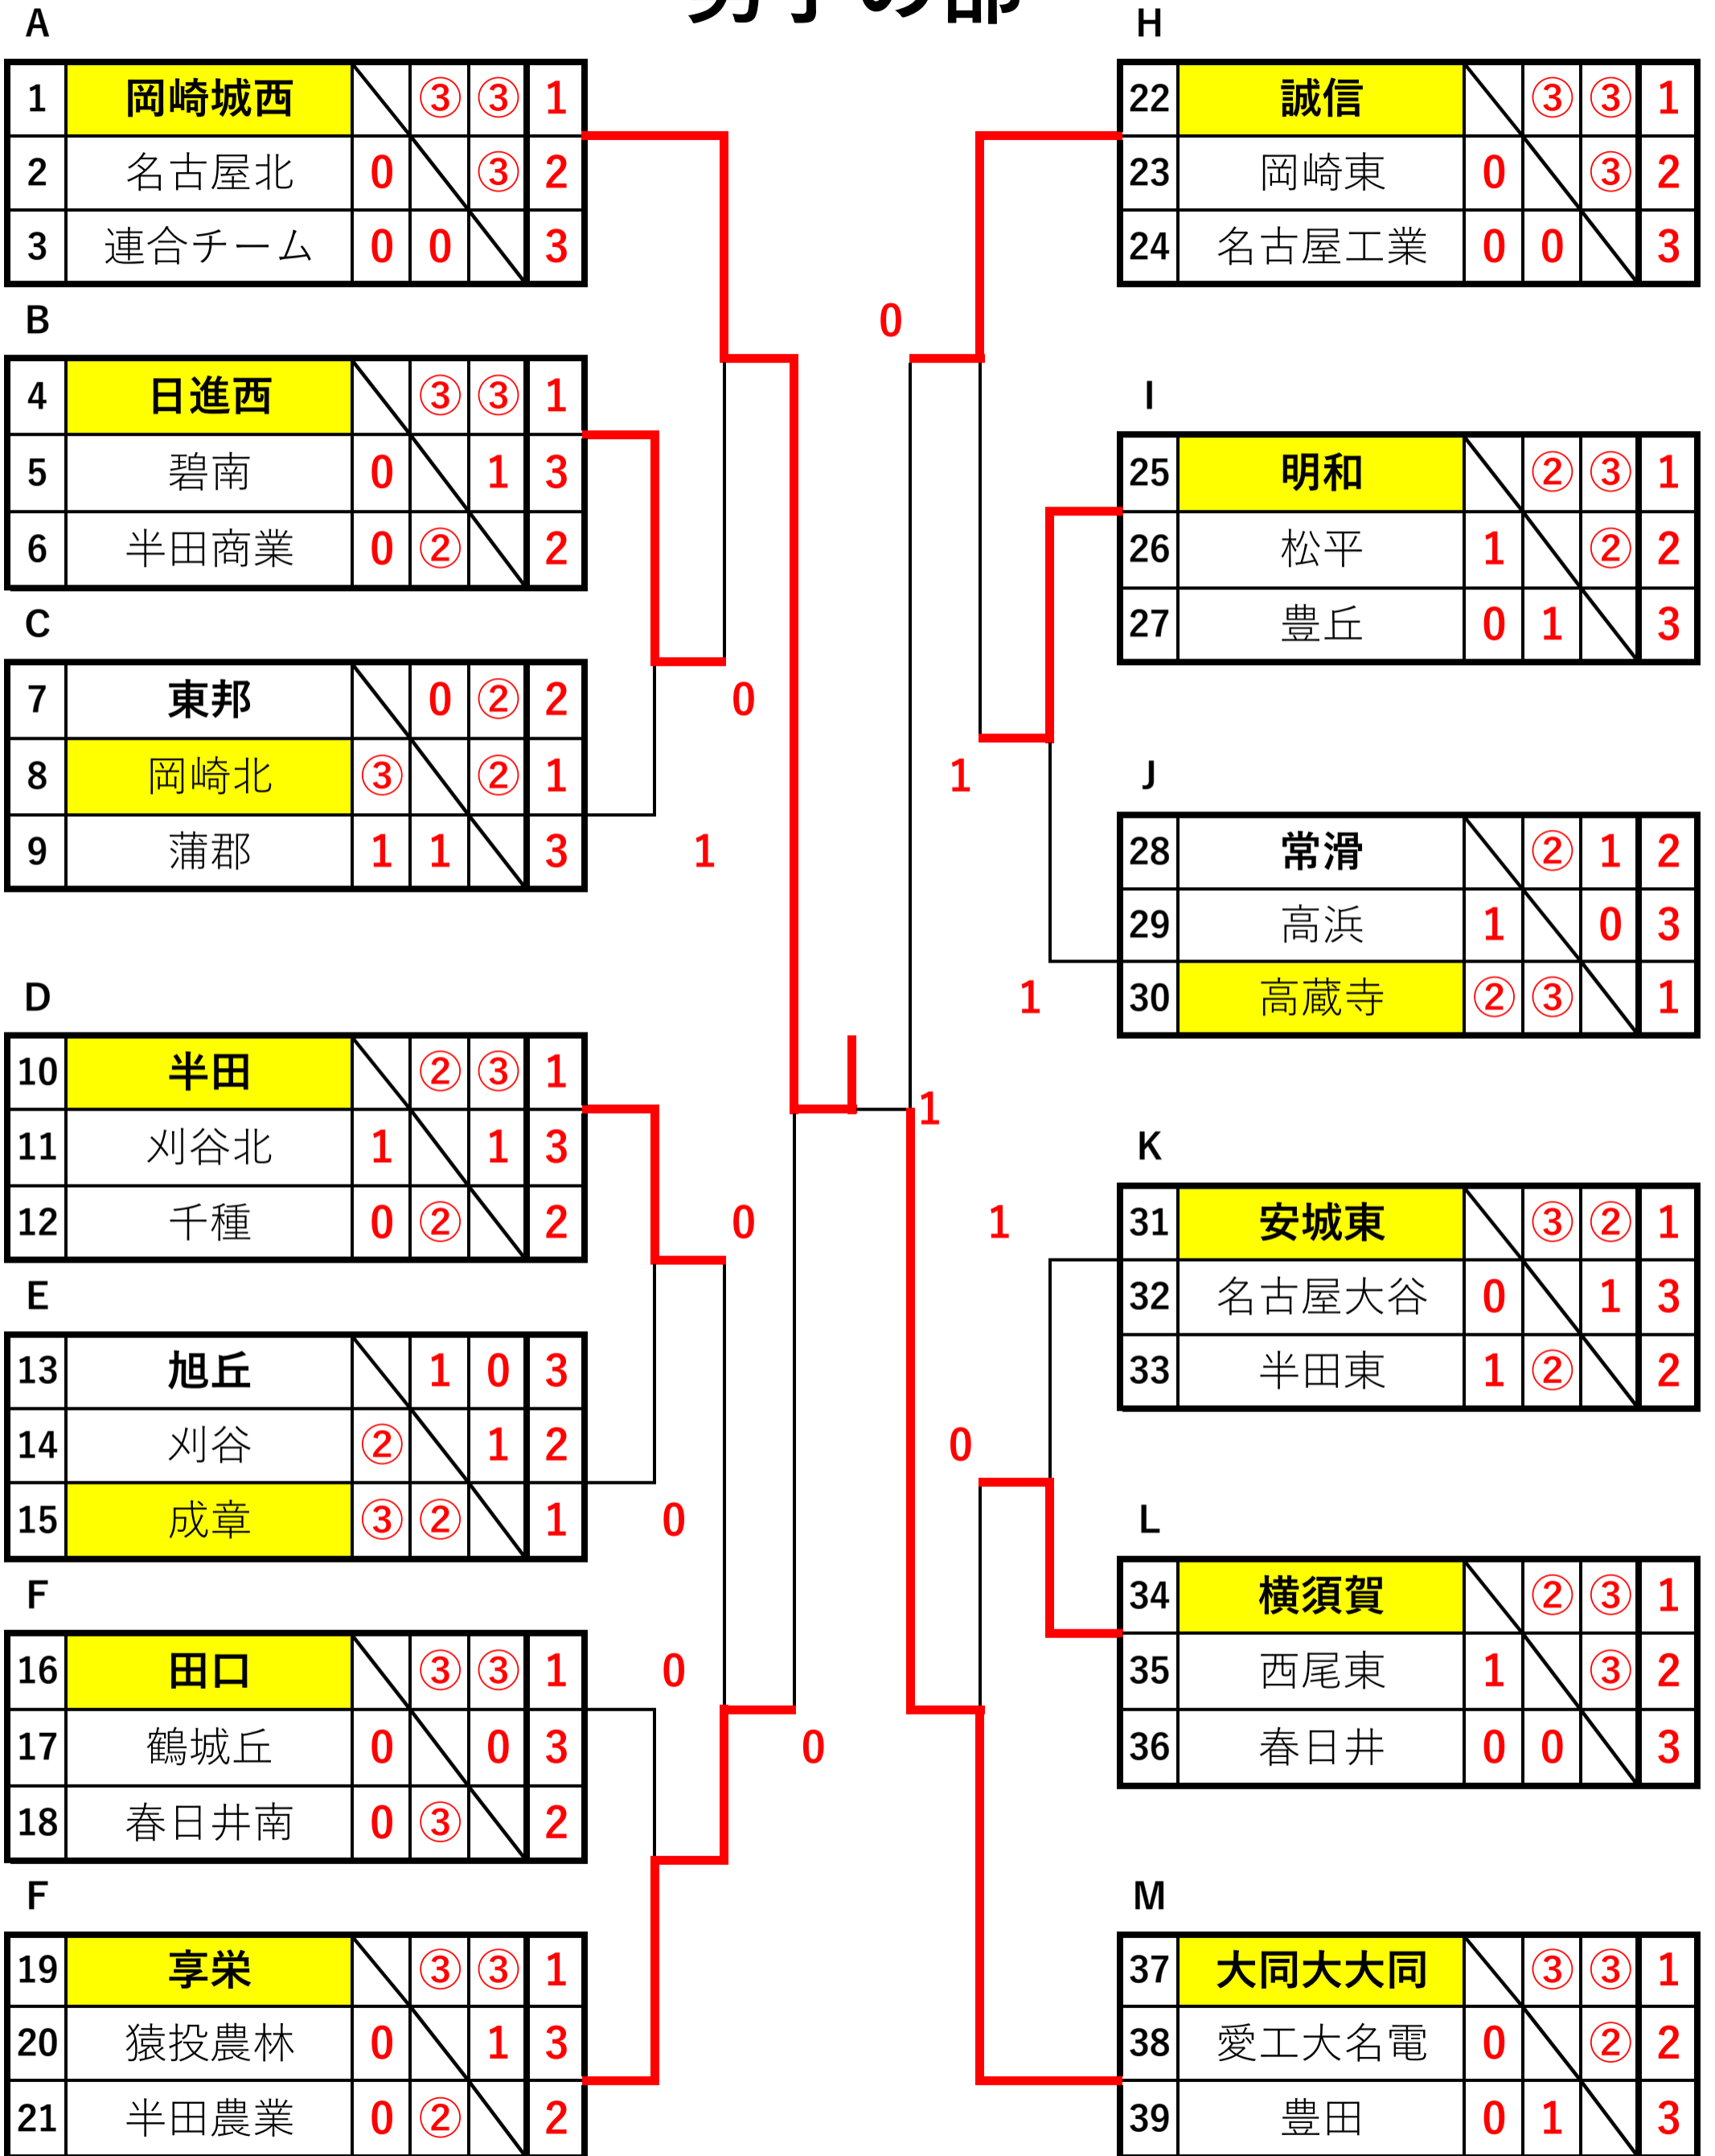 男子の部
A
1 岡崎城西 ③ ③ 1
2 名古屋北 0 ③ 2
3 連合チーム 0 0 3
B
4 日進西 ③ ③ 1
5 碧南 0 1 3
6 半田商業 0 ② 2
C
7 東邦 0 ② 2
8 岡崎北 ③ ② 1
9 蒲郡 1 1 3
D
10 半田 ② ③ 1
11 刈谷北 1 1 3
12 千種 0 ② 2
E
13 旭丘 1 0 3
14 刈谷 ② 1 2
15 成章 ③ ② 1
F
16 田口 ③ ③ 1
17 鶴城丘 0 0 3
18 春日井南 0 ③ 2
F
19 享栄 ③ ③ 1
20 猿投農林 0 1 3
21 半田農業 0 ② 2
0
1
0
0
0
0
0
1
1
1
1
0
H
22 誠信 ③ ③ 1
23 岡崎東 0 ③ 2
24 名古屋工業 0 0 3
I
25 明和 ② ③ 1
26 松平 1 ② 2
27 豊丘 0 1 3
J
28 常滑 ② 1 2
29 高浜 1 0 3
30 高蔵寺 ② ③ 1
K
31 安城東 ③ ② 1
32 名古屋大谷 0 1 3
33 半田東 1 ② 2
L
34 横須賀 ② ③ 1
35 西尾東 1 ③ 2
36 春日井 0 0 3
M
37 大同大大同 ③ ③ 1
38 愛工大名電 0 ② 2
39 豊田 0 1 3